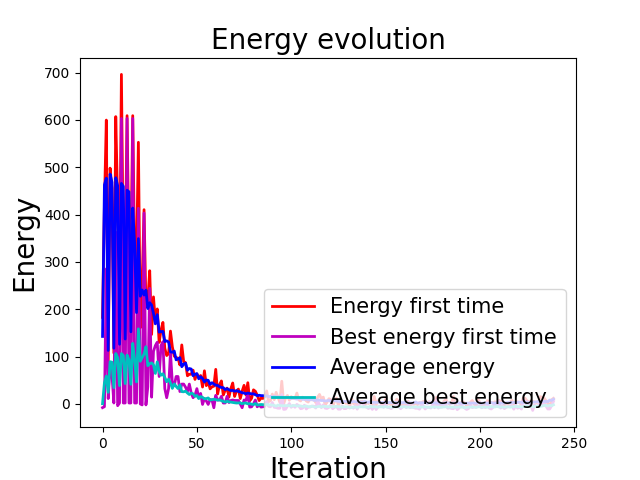 Energy evolution
700
600
500
400
300
200
100
0
Energy
Energy first time
Best energy first time
Average energy
Average best energy
0
50
100
150
200
250
Iteration